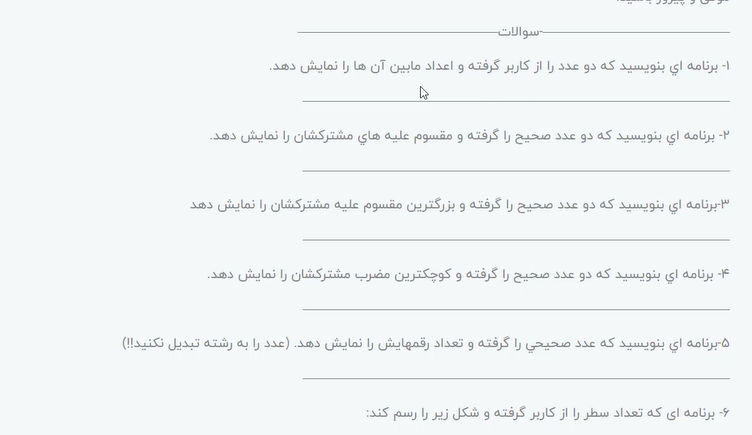 -سوالات
۱- برنامه اي بنويسيد که دو عدد را از کاربر گرفته و اعداد مابين آن ها را نمايش دهد.
۲- برنامه اي بنويسيد که دو عدد صحيح را گرفته و مقسوم عليه هاي مشترکشان را نمايش دهد.
۳-برنامه اي بنويسيد که دو عدد صحيح را گرفته و بزرگترين مقسوم عليه مشترکشان را نمايش دهد
۴- برنامه اي بنويسيد که دو عدد صحيح را گرفته و کوچکترين مضرب مشترکشان را نمايش دهد.
۵-برنامه اي بنويسيد که عدد صحيحي را گرفته و تعداد رقمهايش را نمايش دهد. (عدد را به رشته تبديل نکنيد!!)
۶- برنامه ای که تعداد سطر را از کاربر گرفته و شکل زیر را رسم کند: